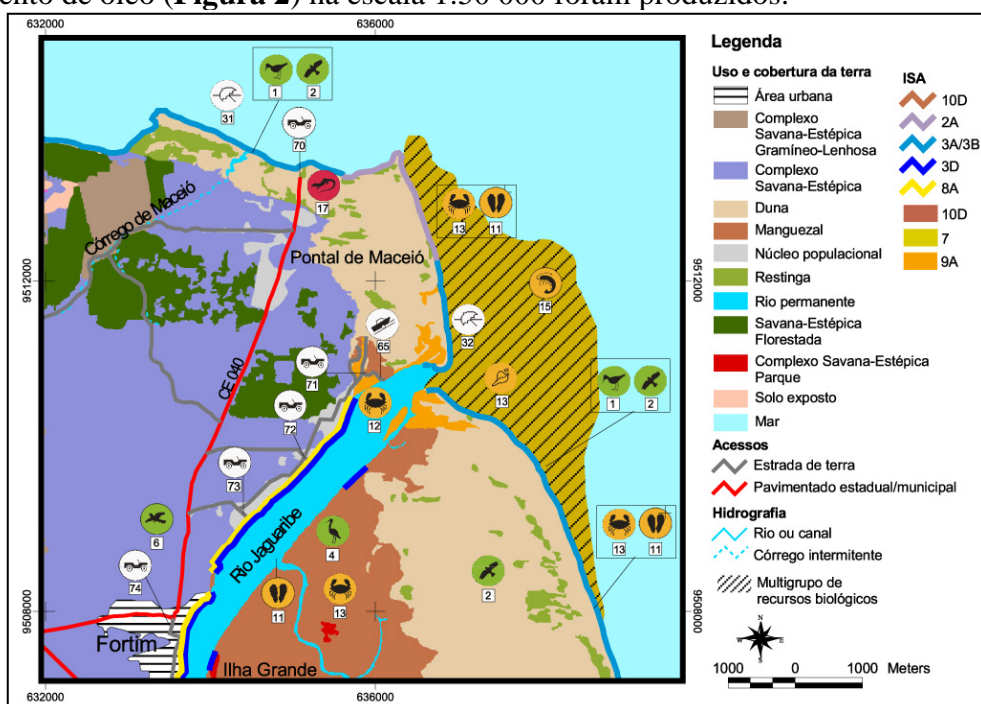 ento de óleo (Figura 2) na escala 1:50 000 foram produzidos.
632000
636000
Legenda
Uso e cobertura da terra
Área urbana
Complexo
Savana-Estépica
Gramíneo-Lenhosa
Complexo
Savana-Estépica
Duna
Manguezal
Núcleo populacional
Restinga
Rio permanente
Savana-Estépica
Florestada
Complexo Savana-Estépica
Parque
Solo exposto
Mar
Acessos
Estrada de terra
Pavimentado estadual/municipal
Hidrografia
Rio ou canal
Córrego intermitente
Multigrupo de
recursos biológicos
ISA
10D
2A
3A/3B
3D
8A
10D
7
9A
N
W
E
S
1000 0 1000 Meters
1 2
31
70
17
13 11
Córrego de Maceió
Pontal de Maceió
9512000
9512000
15
65
32
71
CE 040
13
1 2
12
72
73
13 11
6
Rio Jaguaribe
4
2
74
11
13
9508000
9508000
Fortim
Ilha Grande
632000
636000